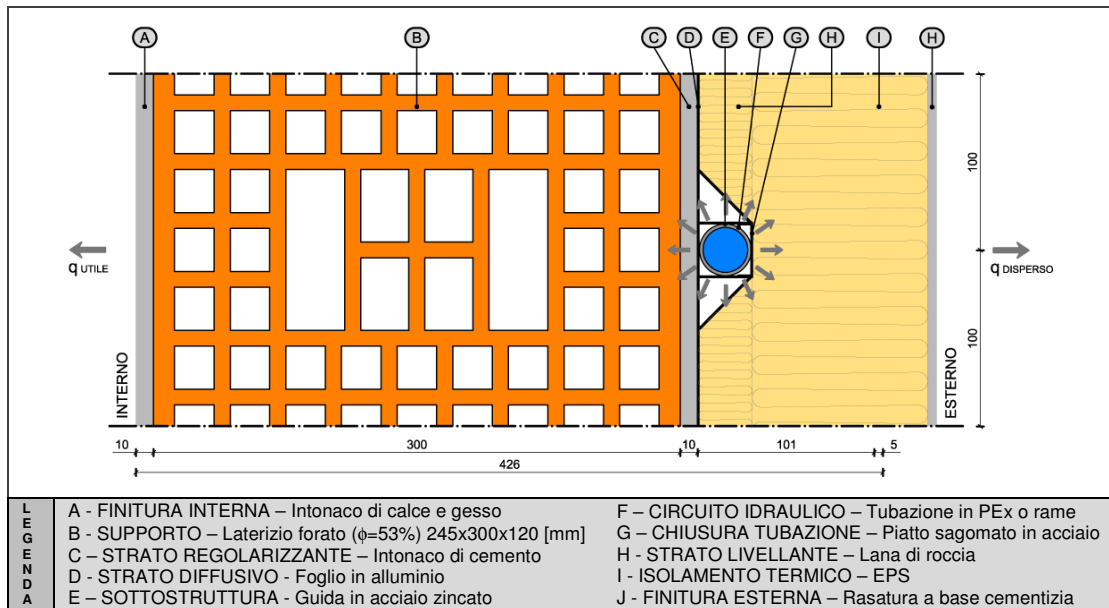 A B C D E F G H I H
q UTILE
q DISPERSO
INTERNO
ESTERNO
100
100
10 300 10 101 5
426
LEGENDA
A - FINITURA INTERNA – Intonaco di calce e gesso
B - SUPPORTO – Laterizio forato (ϕ=53%) 245x300x120 [mm]
C – STRATO REGOLARIZZANTE – Intonaco di cemento
D - STRATO DIFFUSIVO - Foglio in alluminio
E – SOTTOSTRUTTURA - Guida in acciaio zincato
F – CIRCUITO IDRAULICO – Tubazione in PEx o rame
G – CHIUSURA TUBAZIONE – Piatto sagomato in acciaio
H - STRATO LIVELLANTE – Lana di roccia
I - ISOLAMENTO TERMICO – EPS
J - FINITURA ESTERNA – Rasatura a base cementizia